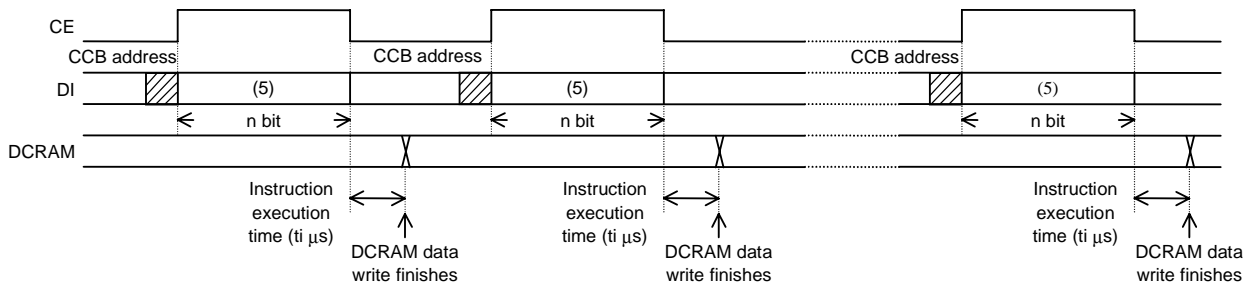 CE
CCB address CCB address CCB address
DI (5) (5) (5)
n bit n bit n bit
DCRAM
Instruction Instruction Instruction
execution execution execution
time (ti μs) time (ti μs) time (ti μs)
DCRAM data DCRAM data DCRAM data
write finishes write finishes write finishes